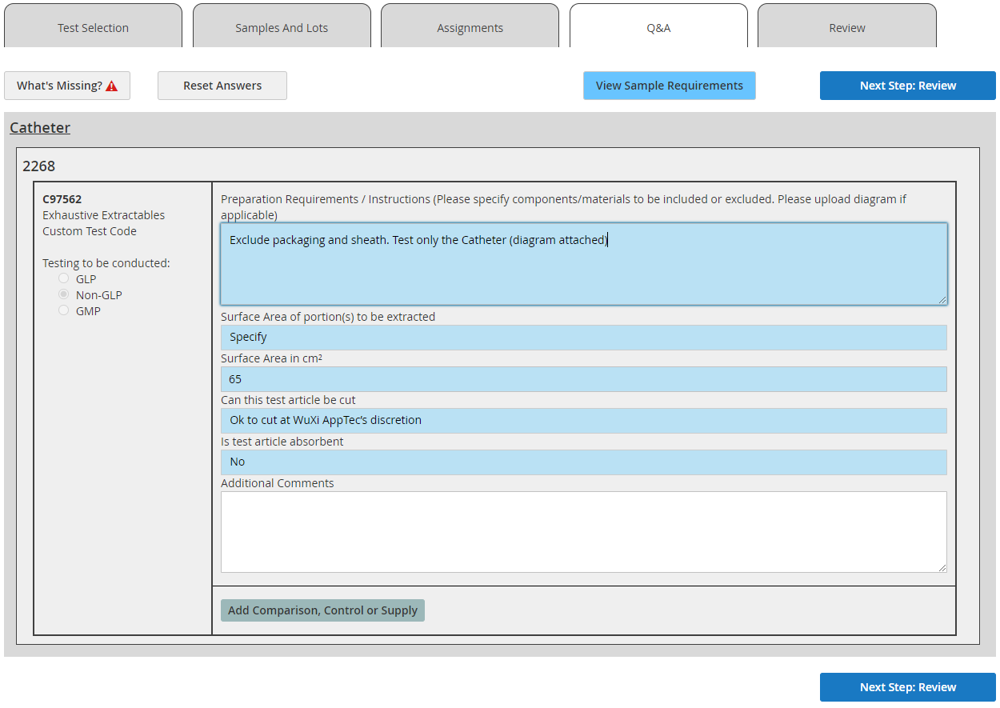 Test Selection
Samples And Lots
Assignments
Q&A
Review
What's Missing?
Reset Answers
View Sample Requirements
Next Step: Review
Catheter
2268
C97562
Exhaustive Extractables
Custom Test Code
Testing to be conducted:
GLP
Non-GLP
GMP
Preparation Requirements / Instructions (Please specify components/materials to be included or excluded. Please upload diagram if
applicable)
Exclude packaging and sheath. Test only the Catheter (diagram attached)
Surface Area of portion(s) to be extracted
Specify
Surface Area in cm²
65
Can this test article be cut
Ok to cut at WuXi AppTec’s discretion
Is test article absorbent
No
Additional Comments
Add Comparison, Control or Supply
Next Step: Review